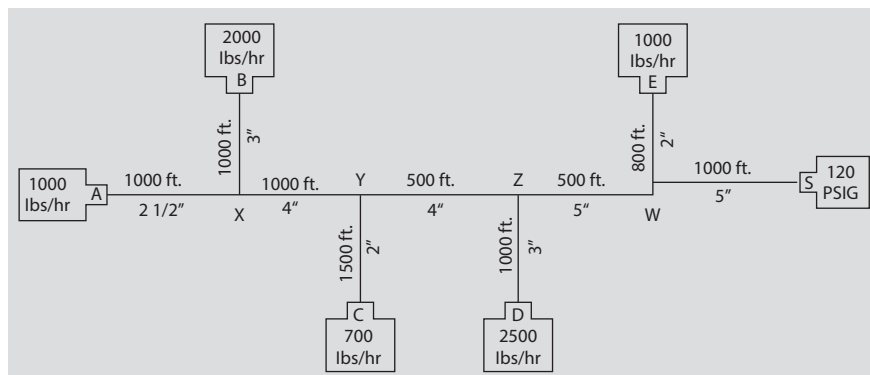 2000
lbs/hr
B
1000
lbs/hr
E
1000 ft.
3”
800 ft.
2”
1000
lbs/hr
A
1000 ft.
2 1/2”
X
1000 ft.
4“
Y
500 ft.
4“
Z
500 ft.
5“
W
1000 ft.
5”
S
120
PSIG
1500 ft.
2”
1000 ft.
3”
C
700
lbs/hr
D
2500
lbs/hr